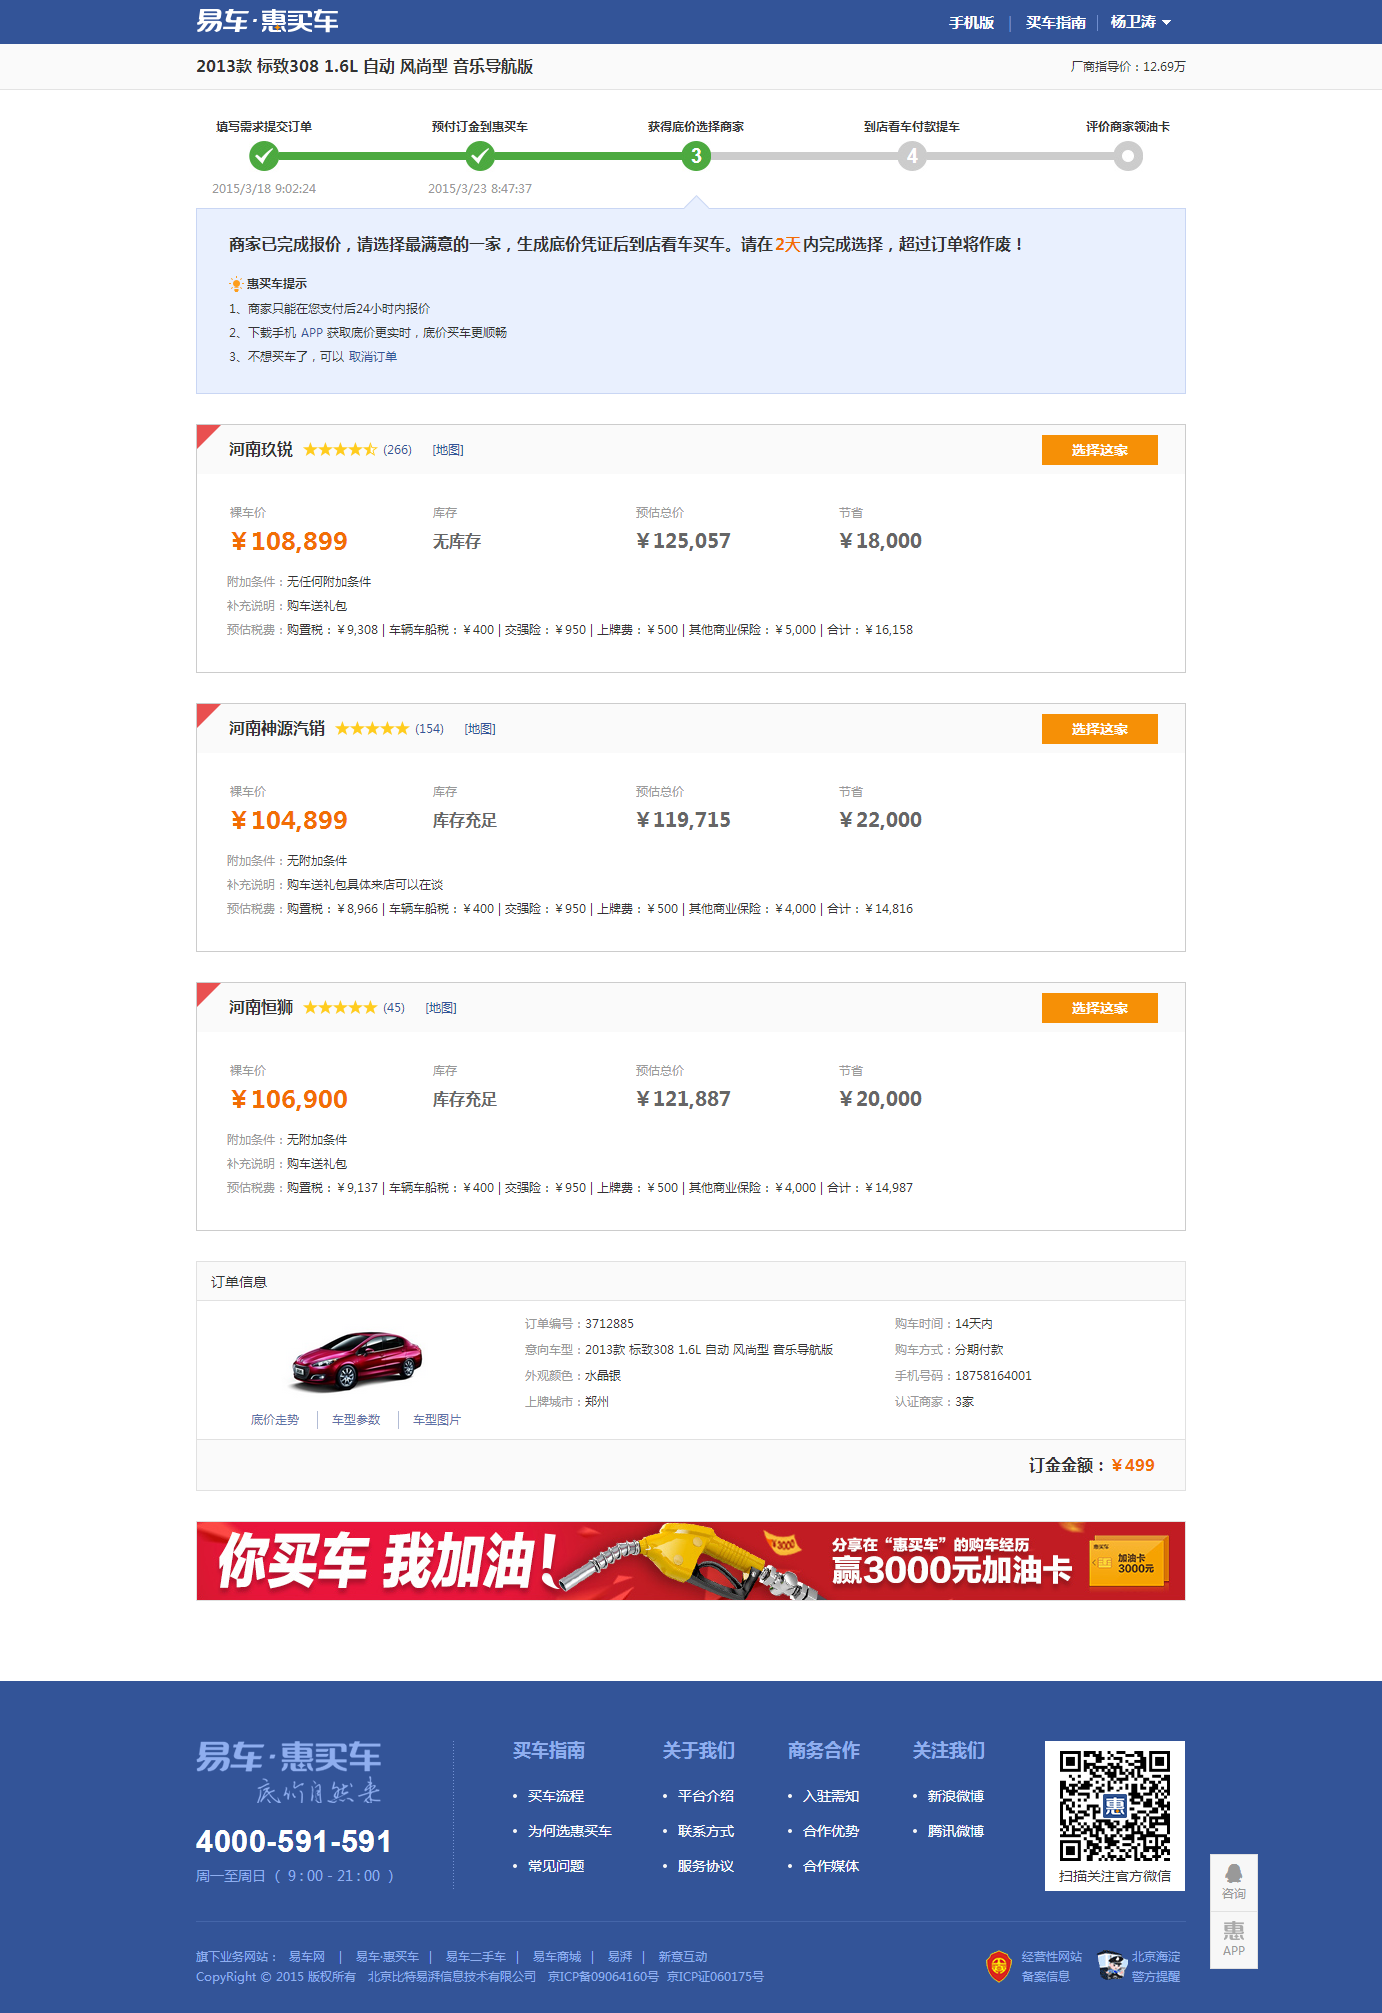 易车·惠买车
手机版 | 买车指南 | 杨卫涛
2013款 标致308 1.6L 自动 风尚型 音乐导航版 厂商指导价：12.69万
填写需求提交订单 预付订金到惠买车 获得底价选择商家 到店看车付款提车 评价商家领油卡
3 4
2015/3/18 9:02:24 2015/3/23 8:47:37
商家已完成报价，请选择最满意的一家，生成底价凭证后到店看车买车。请在2天内完成选择，超过订单将作废！
惠买车提示
1、商家只能在您支付后24小时内报价
2、下载手机 APP 获取底价更实时，底价买车更顺畅
3、不想买车了，可以 取消订单
河南玖锐 (266) [地图] 选择这家
裸车价 库存 预估总价 节省
￥108,899 无库存 ￥125,057 ￥18,000
附加条件：无任何附加条件
补充说明：购车送礼包
预估税费：购置税：￥9,308 | 车辆车船税：￥400 | 交强险：￥950 | 上牌费：￥500 | 其他商业保险：￥5,000 | 合计：￥16,158
河南神源汽销 (154) [地图] 选择这家
裸车价 库存 预估总价 节省
￥104,899 库存充足 ￥119,715 ￥22,000
附加条件：无附加条件
补充说明：购车送礼包具体来店可以在谈
预估税费：购置税：￥8,966 | 车辆车船税：￥400 | 交强险：￥950 | 上牌费：￥500 | 其他商业保险：￥4,000 | 合计：￥14,816
河南恒狮 (45) [地图] 选择这家
裸车价 库存 预估总价 节省
￥106,900 库存充足 ￥121,887 ￥20,000
附加条件：无附加条件
补充说明：购车送礼包
预估税费：购置税：￥9,137 | 车辆车船税：￥400 | 交强险：￥950 | 上牌费：￥500 | 其他商业保险：￥4,000 | 合计：￥14,987
订单信息
订单编号：3712885 购车时间：14天内
意向车型：2013款 标致308 1.6L 自动 风尚型 音乐导航版 购车方式：分期付款
外观颜色：水晶银 手机号码：18758164001
上牌城市：郑州 认证商家：3家
底价走势 | 车型参数 | 车型图片
订金金额：￥499
你买车 我加油！
￥3000
分享在“惠买车”的购车经历
赢3000元加油卡
惠买车
加油卡
3000元
易车·惠买车
底价自然来
4000-591-591
周一至周日 （ 9 : 00 - 21 : 00 ）
买车指南 关于我们 商务合作 关注我们
• 买车流程 • 平台介绍 • 入驻需知 • 新浪微博
• 为何选惠买车 • 联系方式 • 合作优势 • 腾讯微博
• 常见问题 • 服务协议 • 合作媒体
惠
扫描关注官方微信
咨询
惠
APP
旗下业务网站： 易车网 | 易车·惠买车 | 易车二手车 | 易车商城 | 易湃 | 新意互动
CopyRight © 2015 版权所有 北京比特易湃信息技术有限公司 京ICP备09064160号 京ICP证060175号
经营性网站
备案信息
北京海淀
警方提醒